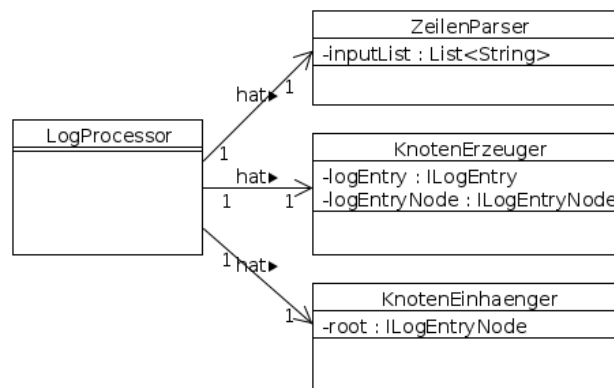 ZeilenParser
-inputList : List<String>
hat▶
1
1
LogProcessor
KnotenErzeuger
-logEntry : ILogEntry
-logEntryNode : ILogEntryNode
hat▶
1
1
KnotenEinhaenger
-root : ILogEntryNode
hat▶
1
1